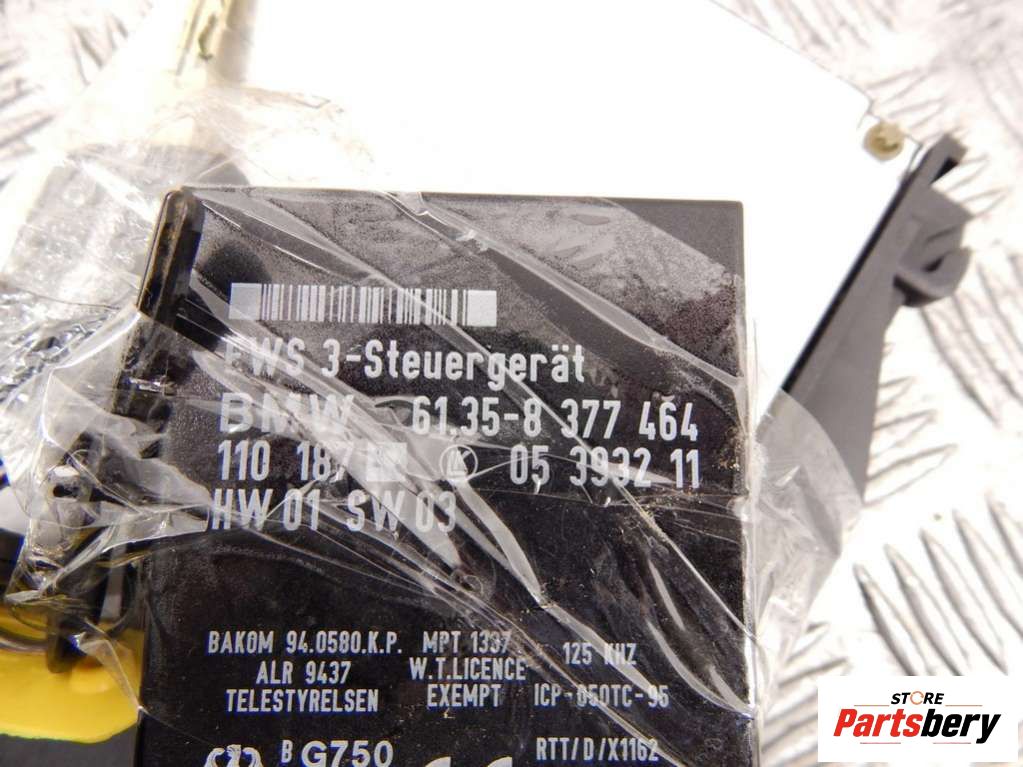 EWS 3-Steuergerät
BMW 61.35-8 377 464
110 187 05 3932 11
HW 01 SW 03
BAKOM 94.0580.K.P. MPT 1337 125 KHZ
ALR 9437 W.T.LICENCE
TELESTYRELSEN EXEMPT ICP-050TC-95
B G750 RTT/D/X1162
STORE
Partsbery